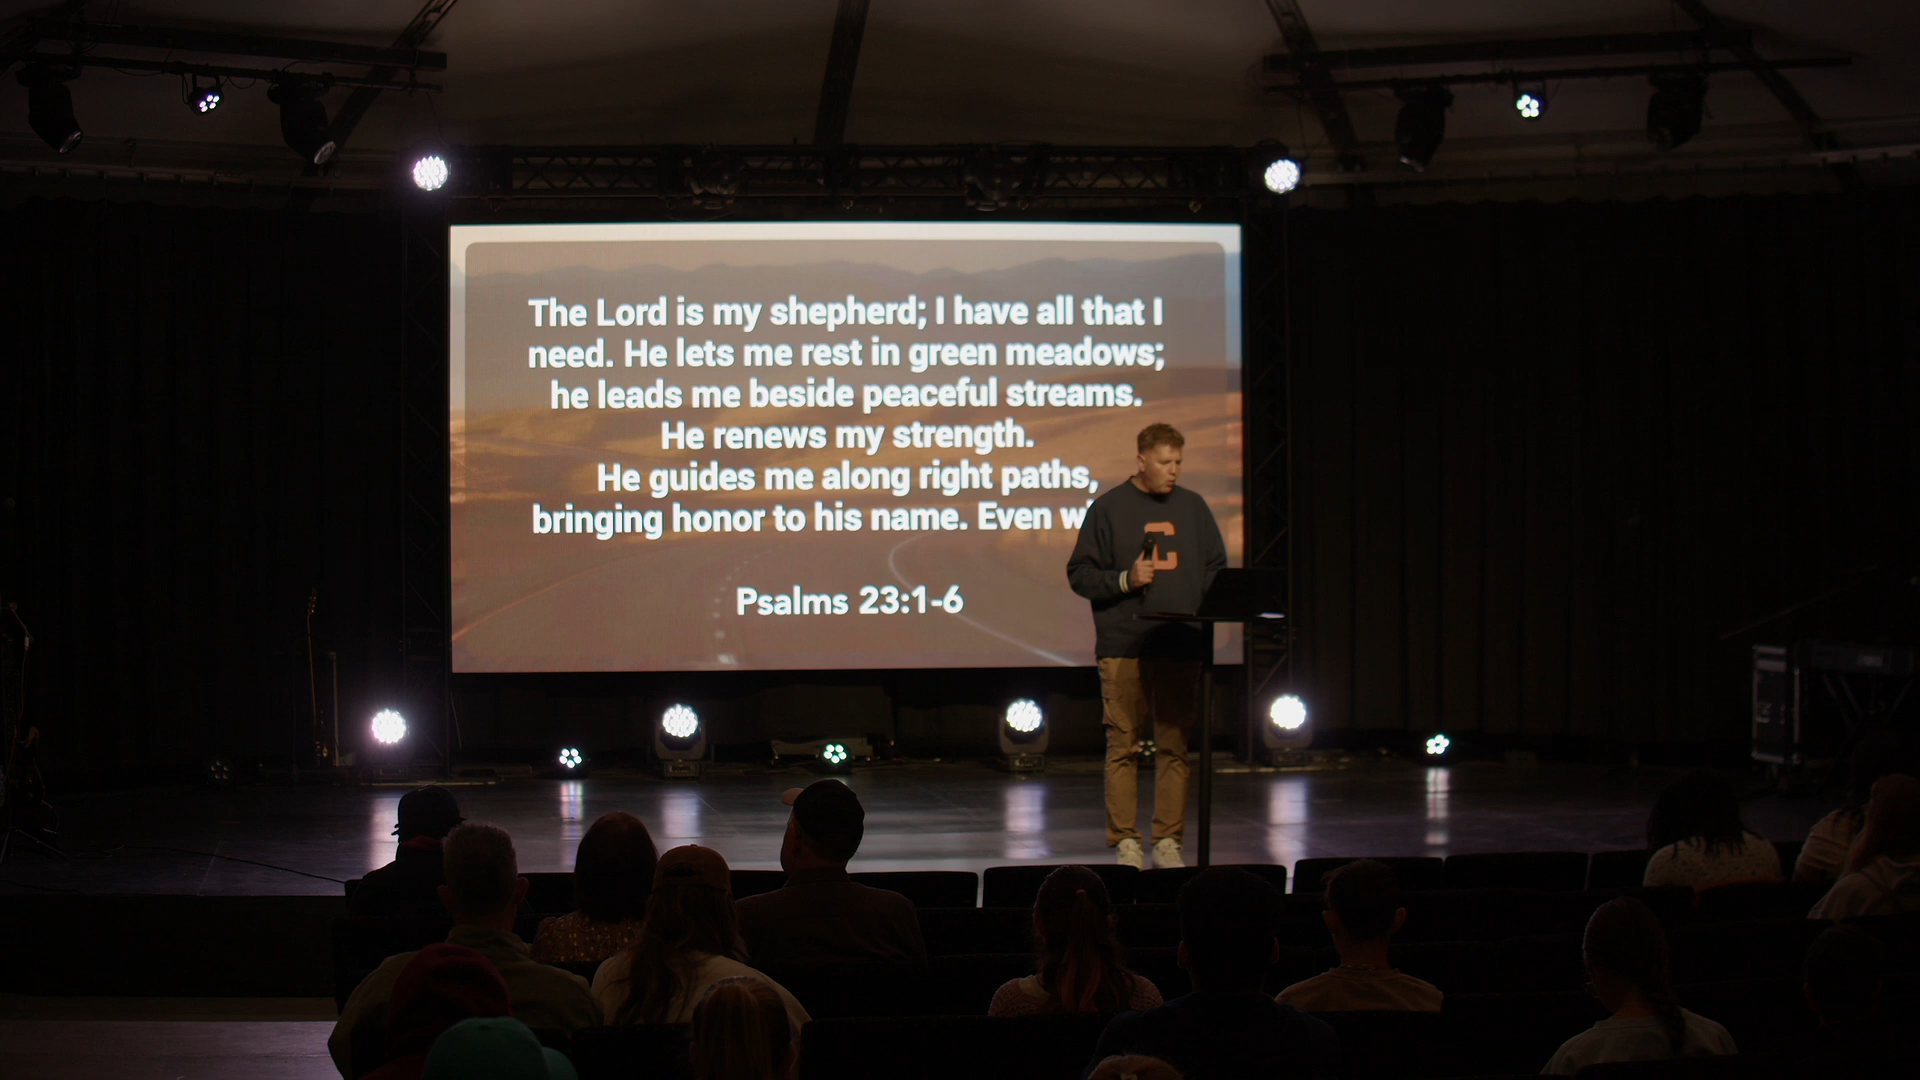 The Lord is my shepherd; I have all that I
need. He lets me rest in green meadows;
he leads me beside peaceful streams.
He renews my strength.
He guides me along right paths,
bringing honor to his name. Even
Psalms 23:1-6
C